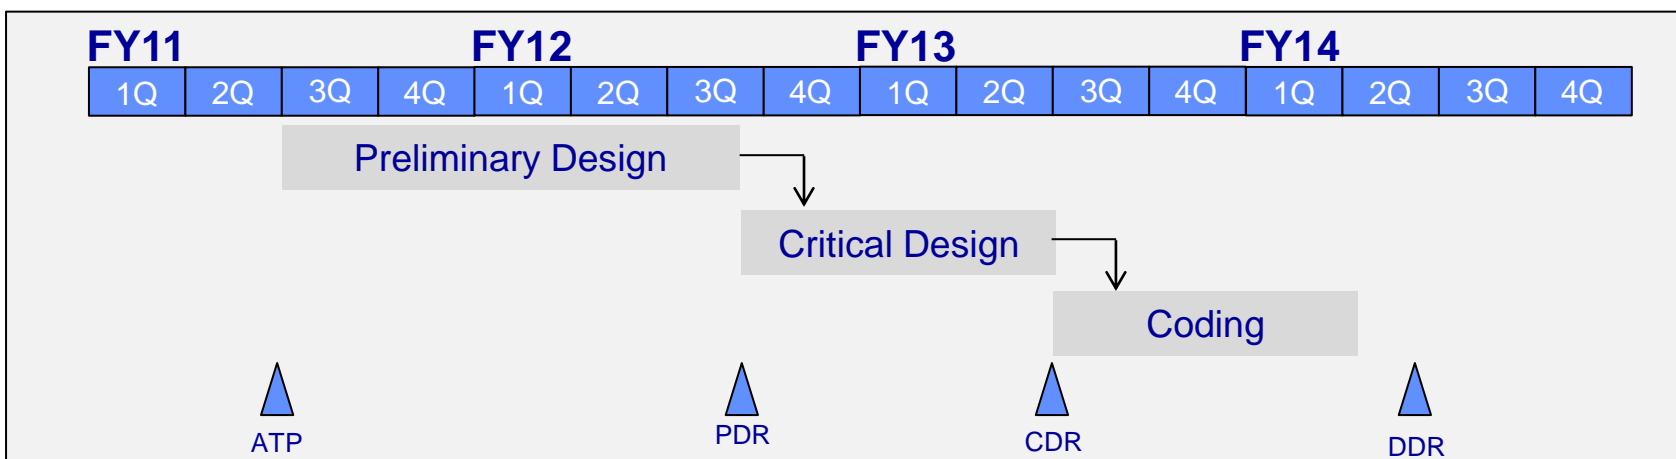 FY11 FY12 FY13 FY14
1Q 2Q 3Q 4Q 1Q 2Q 3Q 4Q 1Q 2Q 3Q 4Q 1Q 2Q 3Q 4Q
Preliminary Design
Critical Design
Coding
ATP PDR CDR DDR